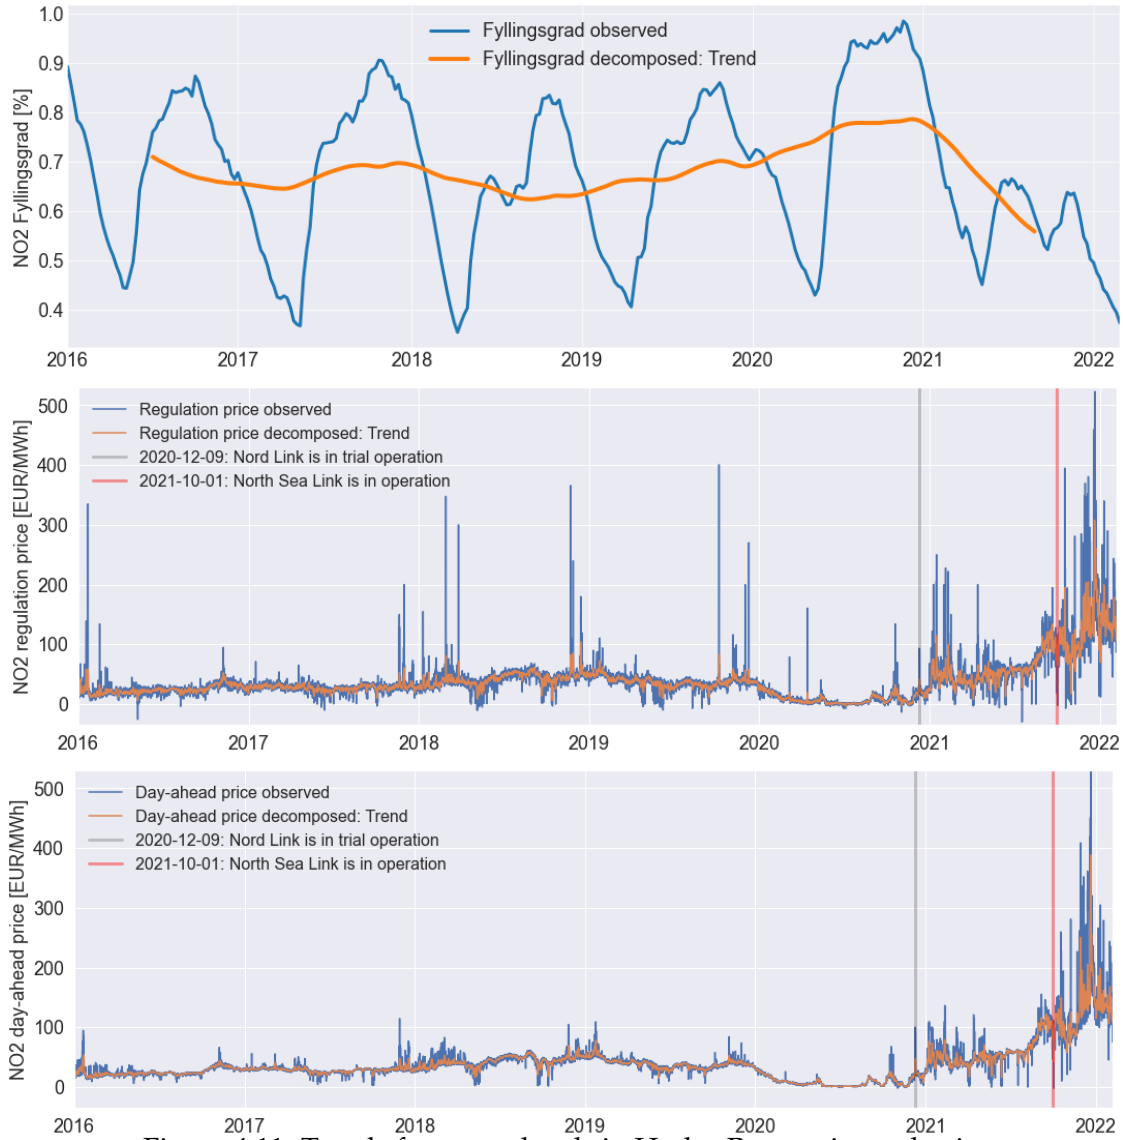 Fyllingsgrad observed
Fyllingsgrad decomposed: Trend
NO2 Fyllingsgrad [%]
1.0
0.9
0.8
0.7
0.6
0.5
0.4
2016 2017 2018 2019 2020 2021 2022
Regulation price observed
Regulation price decomposed: Trend
2020-12-09: Nord Link is in trial operation
2021-10-01: North Sea Link is in operation
NO2 regulation price [EUR/MWh]
500
400
300
200
100
0
2016 2017 2018 2019 2020 2021 2022
Day-ahead price observed
Day-ahead price decomposed: Trend
2020-12-09: Nord Link is in trial operation
2021-10-01: North Sea Link is in operation
NO2 day-ahead price [EUR/MWh]
500
400
300
200
100
0
2016 2017 2018 2019 2020 2021 2022